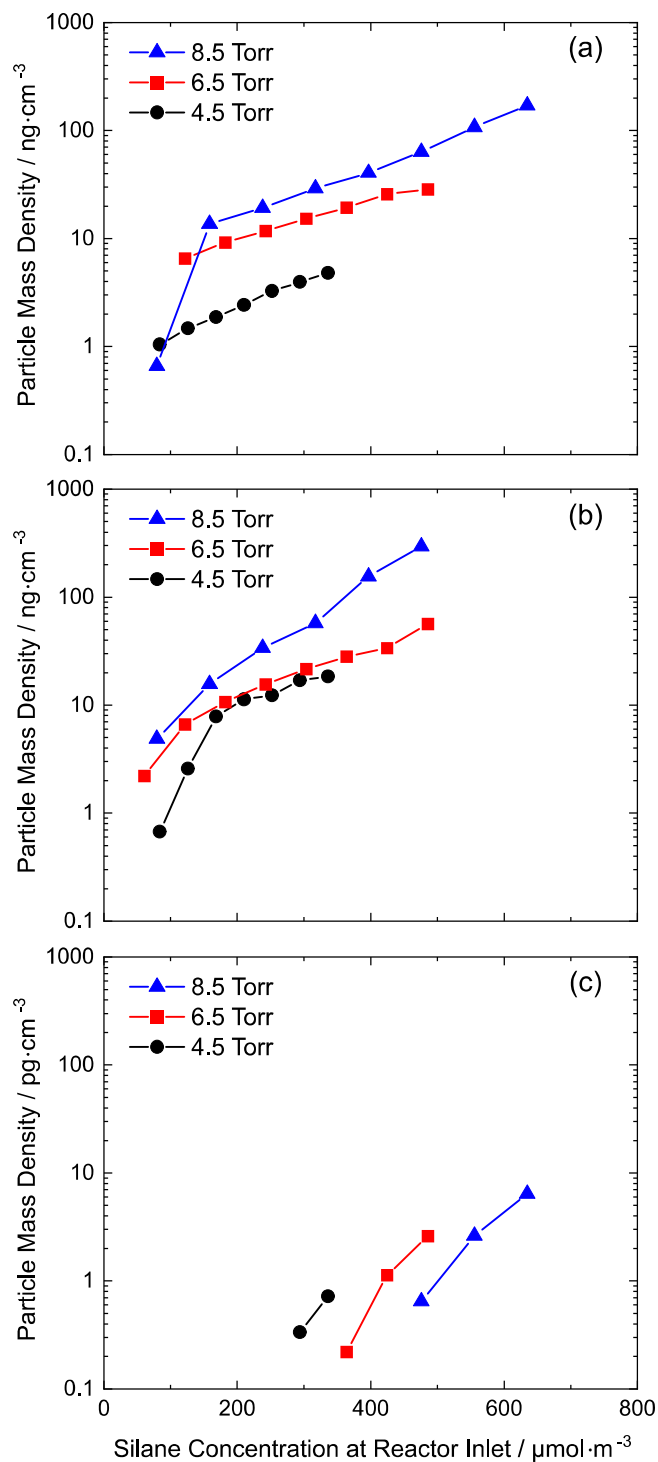 1000
100
10
1
0.1
Particle Mass Density / ng·cm⁻³
8.5 Torr
6.5 Torr
4.5 Torr
(a)
1000
100
10
1
0.1
Particle Mass Density / ng·cm⁻³
8.5 Torr
6.5 Torr
4.5 Torr
(b)
1000
100
10
1
0.1
Particle Mass Density / pg·cm⁻³
8.5 Torr
6.5 Torr
4.5 Torr
(c)
0 200 400 600 800
Silane Concentration at Reactor Inlet / μmol·m⁻³